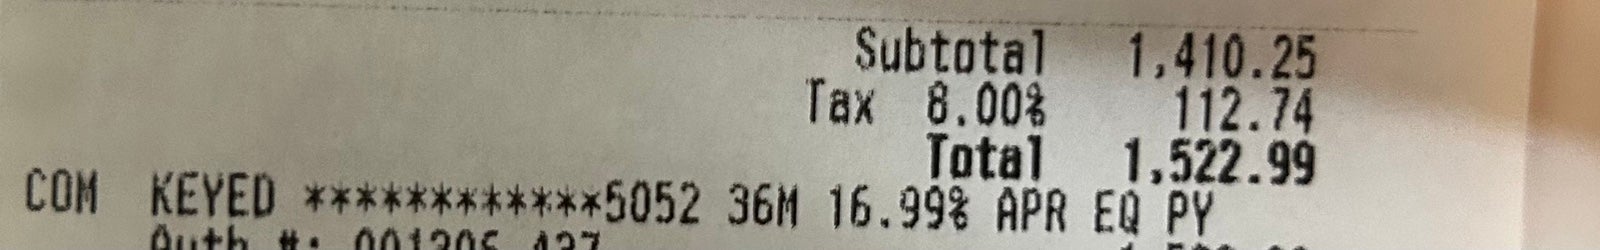 Subtotal 1,410.25
Tax 8.00% 112.74
Total 1,522.99
COM KEYED ************5052 36M 16.99% APR EQ PY
Auth #: